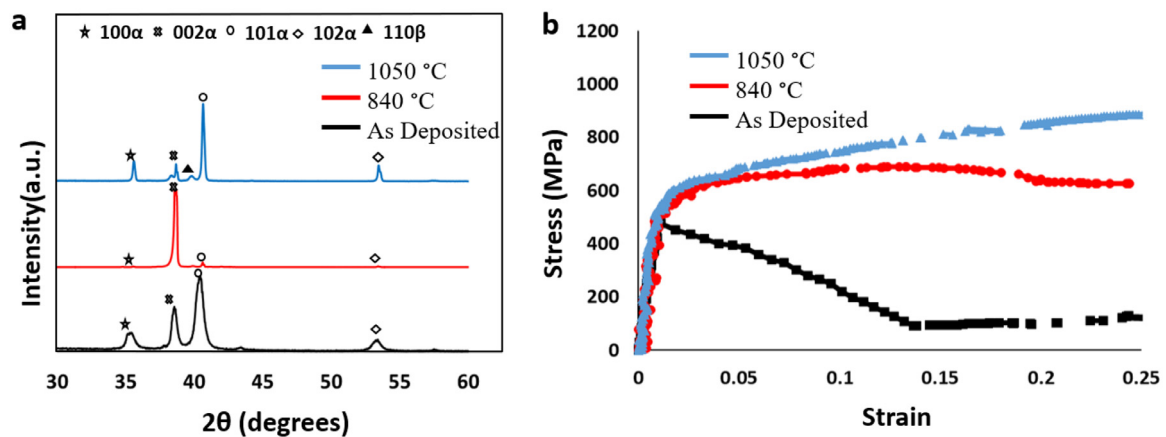 a
★ 100α ⌘ 002α ○ 101α ◇ 102α ▲ 110β
1050 °C
840 °C
As Deposited
Intensity(a.u.)
30 35 40 45 50 55 60
2θ (degrees)
b
1200
1000
800
600
400
200
0
1050 °C
840 °C
As Deposited
Stress (MPa)
0 0.05 0.1 0.15 0.2 0.25
Strain